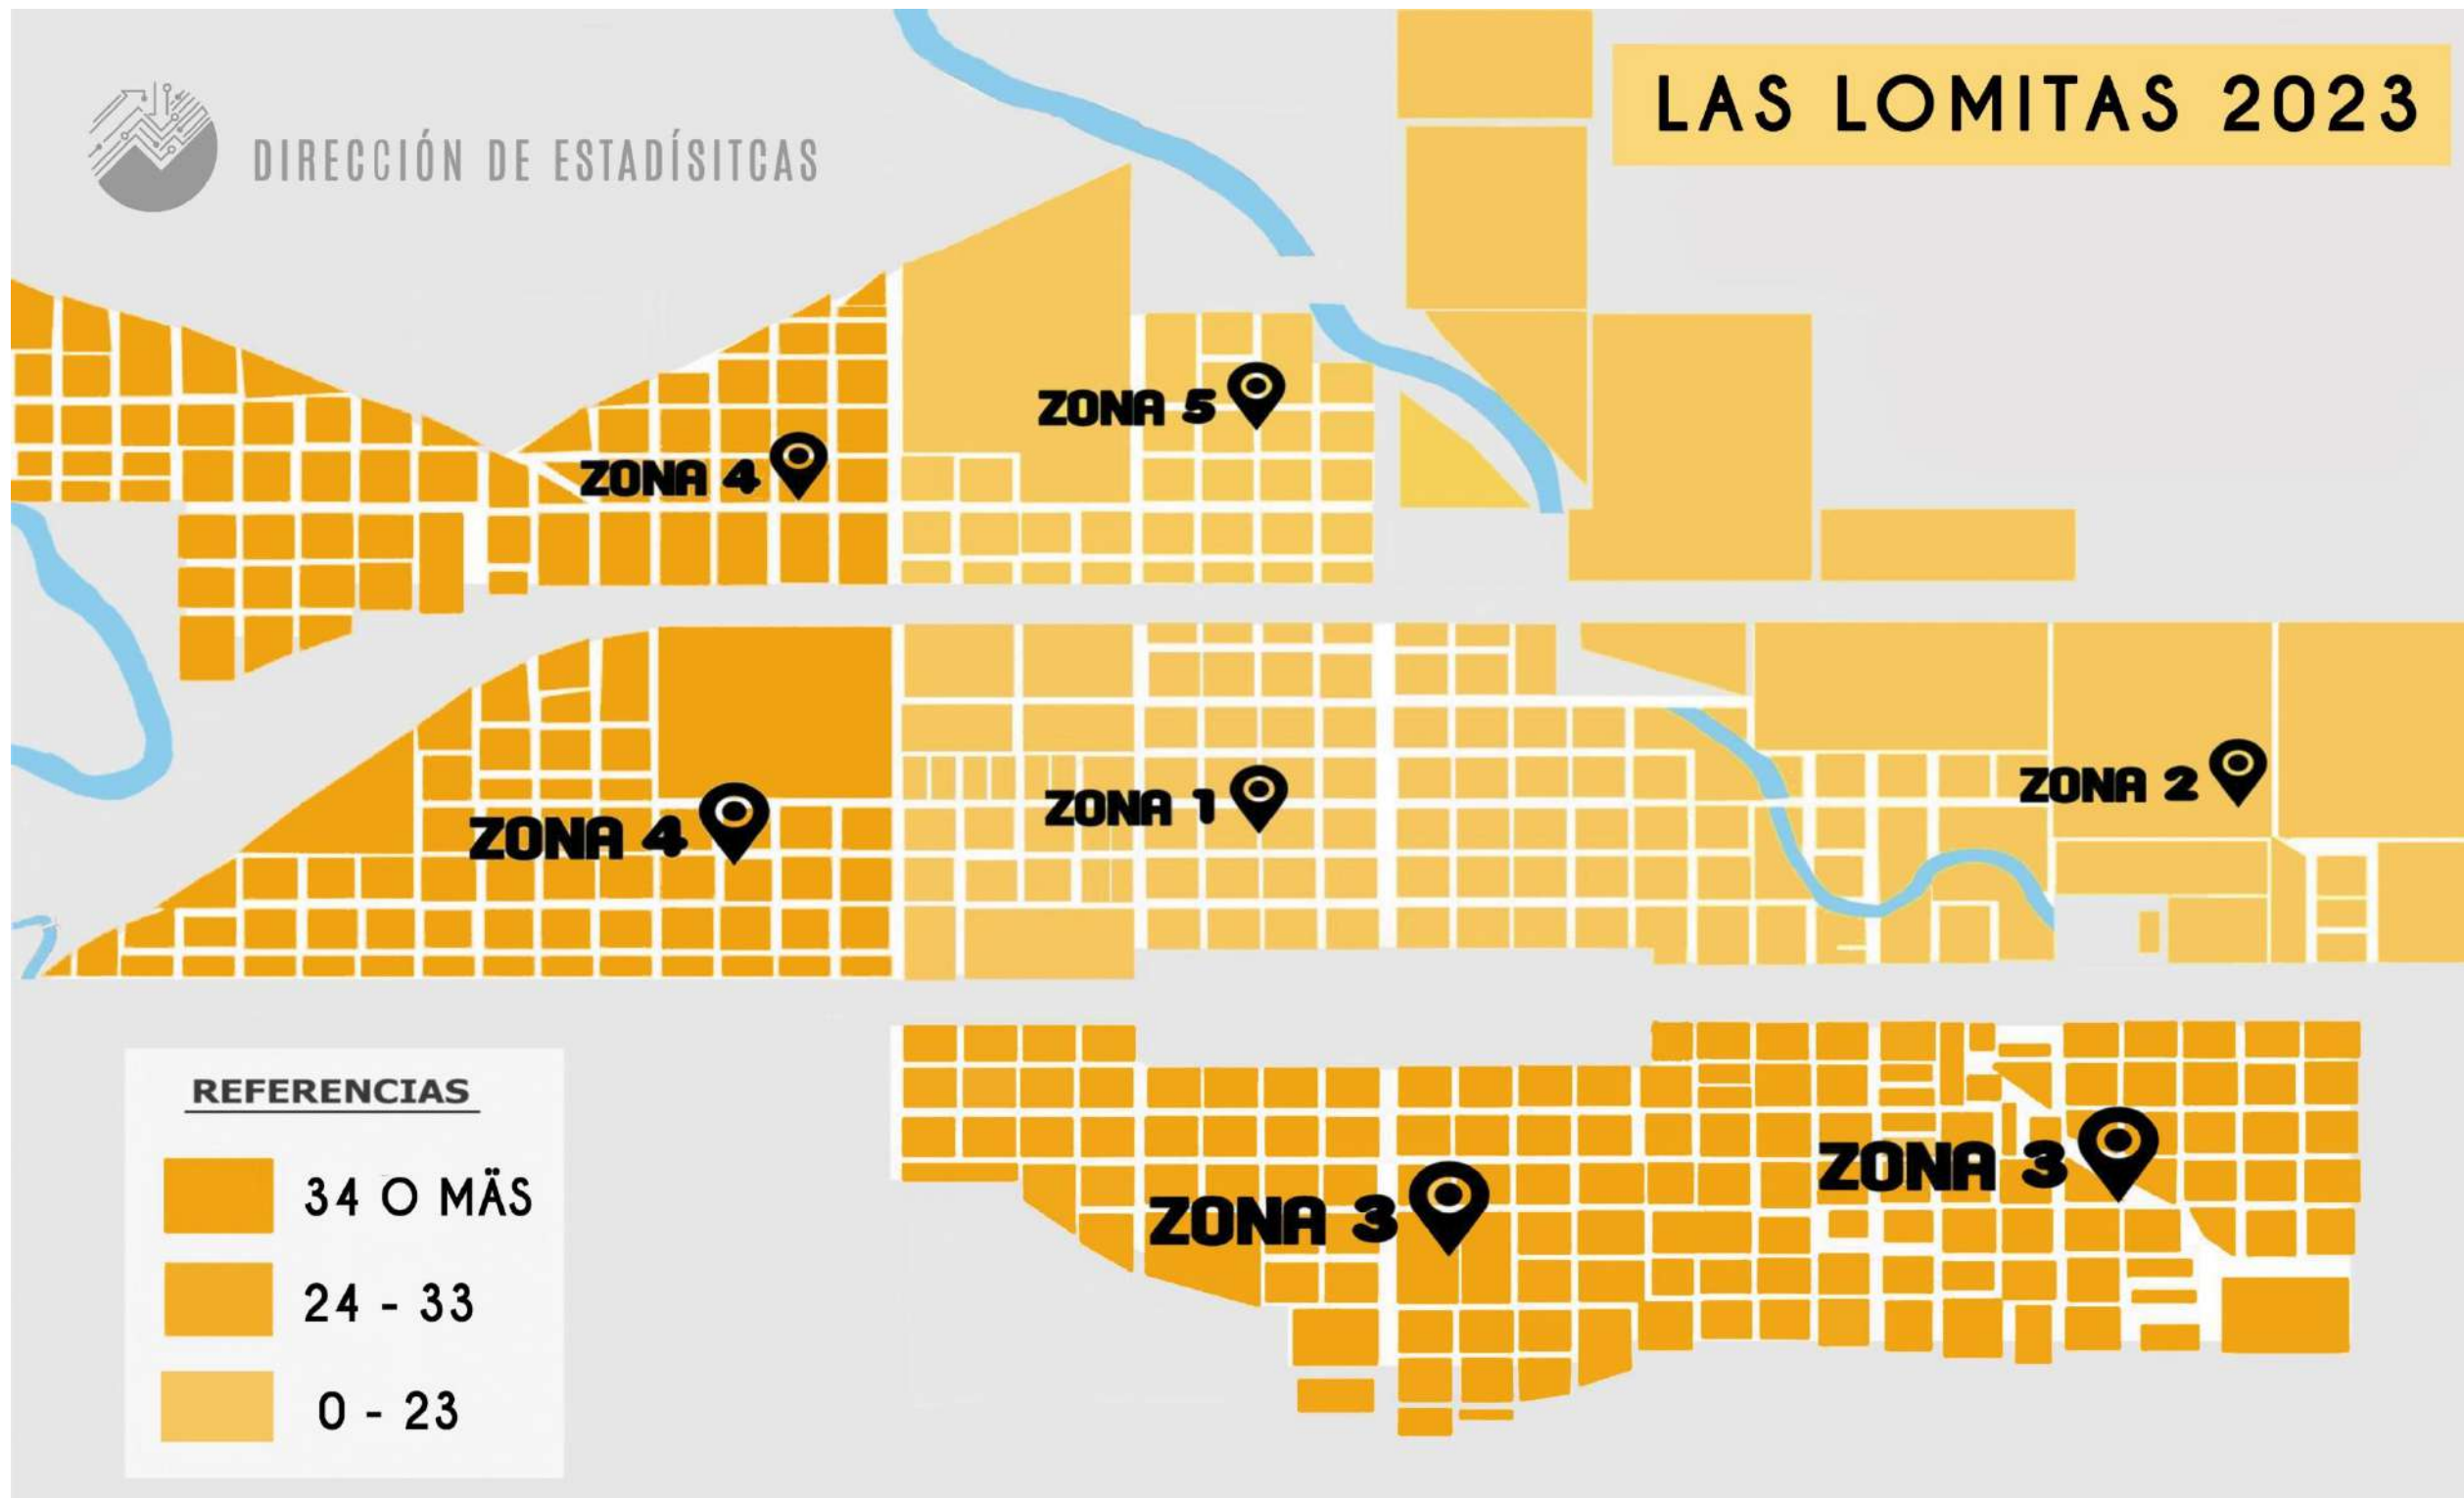 LAS LOMITAS 2023
DIRECCIÓN DE ESTADÍSITCAS
ZONA 5
ZONA 4
ZONA 1
ZONA 2
ZONA 4
ZONA 3
ZONA 3
REFERENCIAS
34 O MÄS
24 - 33
0 - 23